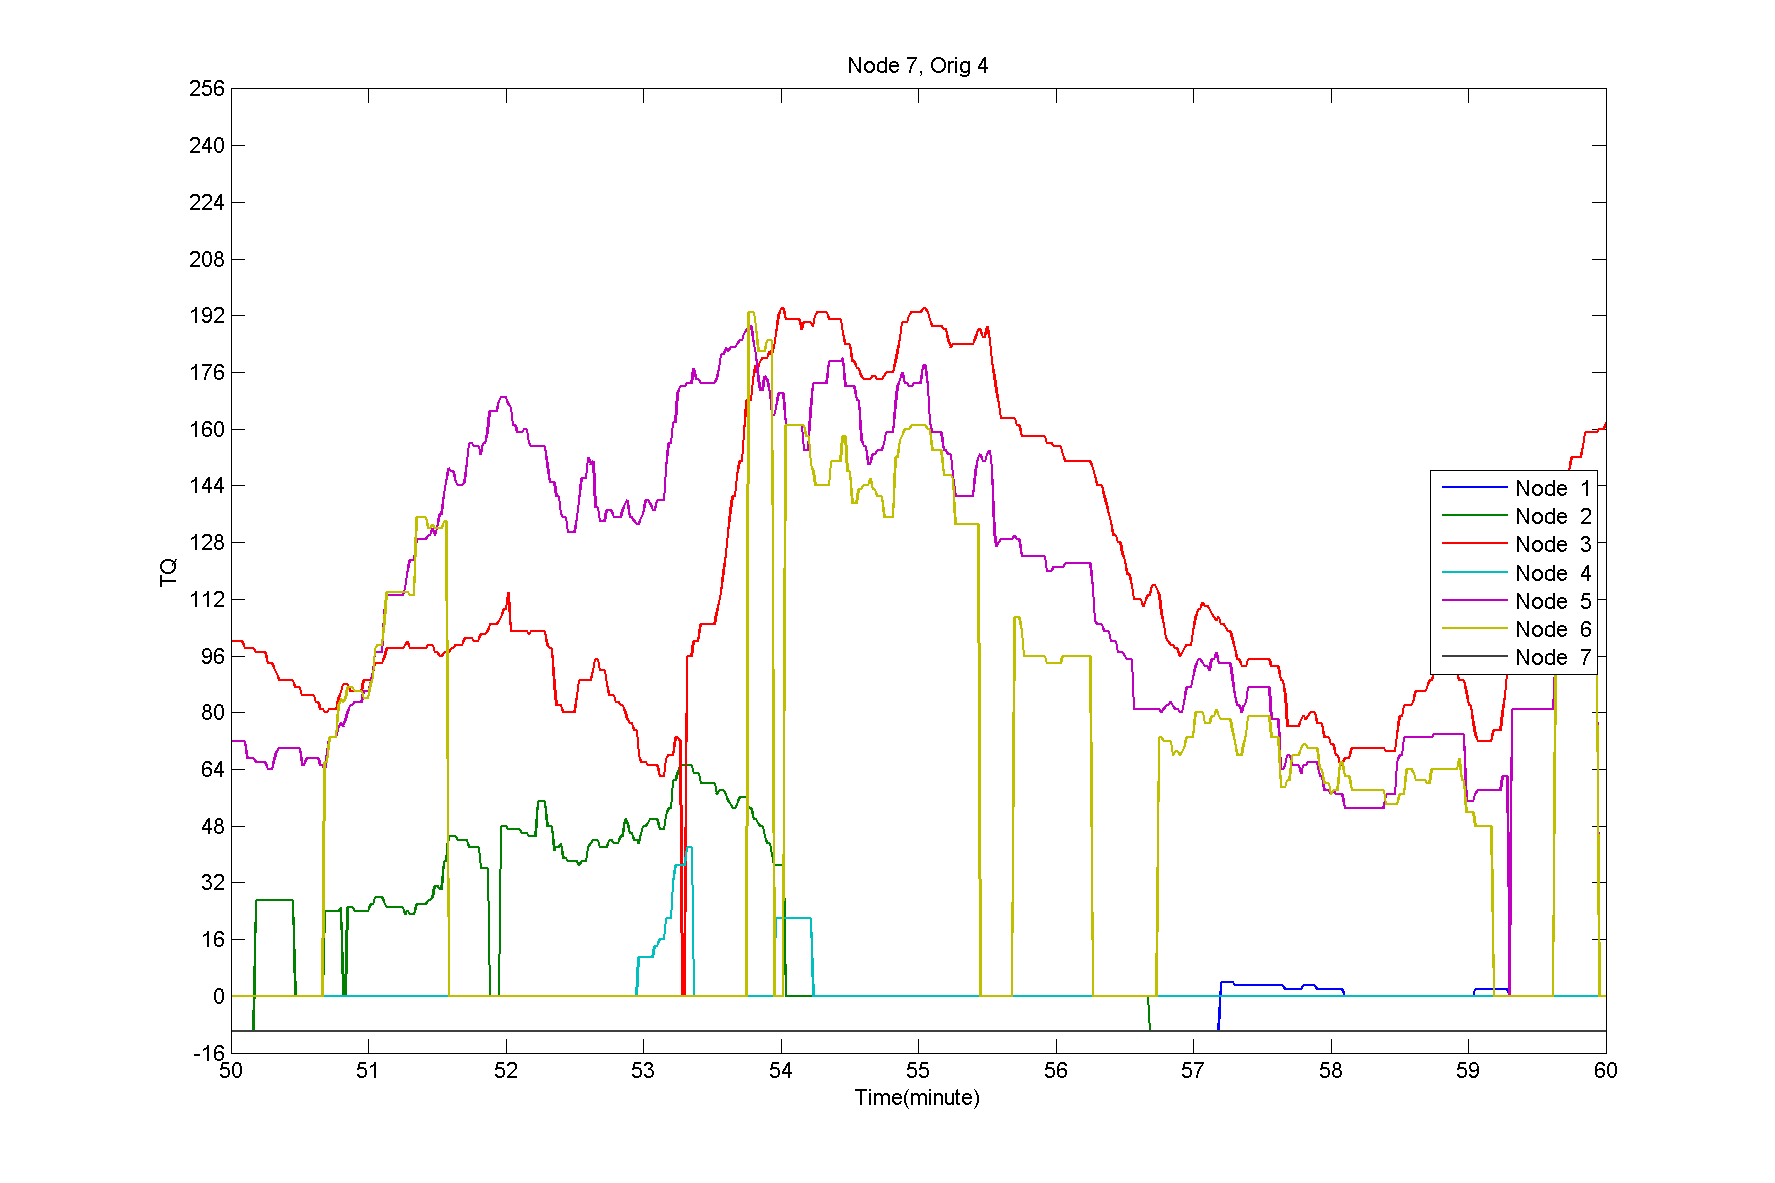 Node 7, Orig 4
256
240
224
208
192
176
160
144
128
112
96
80
64
48
32
16
0
-16
TQ
Node 1
Node 2
Node 3
Node 4
Node 5
Node 6
Node 7
50 51 52 53 54 55 56 57 58 59 60
Time(minute)